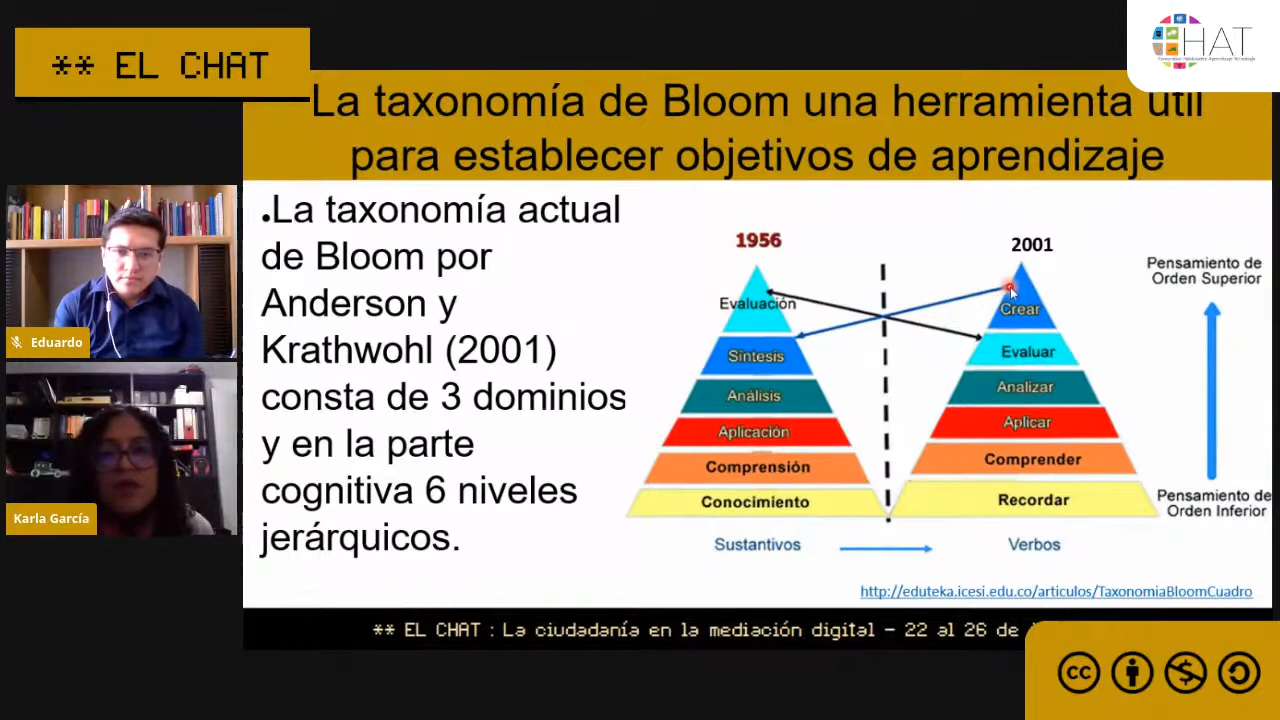 ** EL CHAT
HAT
La taxonomía de Bloom una herramienta útil
para establecer objetivos de aprendizaje
•La taxonomía actual
de Bloom por
Anderson y
Krathwohl (2001)
consta de 3 dominios
y en la parte
cognitiva 6 niveles
jerárquicos.
1956
Evaluación
Síntesis
Análisis
Aplicación
Comprensión
Conocimiento
Sustantivos
2001
Crear
Evaluar
Analizar
Aplicar
Comprender
Recordar
Verbos
Pensamiento de
Orden Superior
Pensamiento de
Orden Inferior
http://eduteka.icesi.edu.co/articulos/TaxonomiaBloomCuadro
Eduardo
Karla García
** EL CHAT : La ciudadanía en la mediación digital – 22 al 26 de
cc